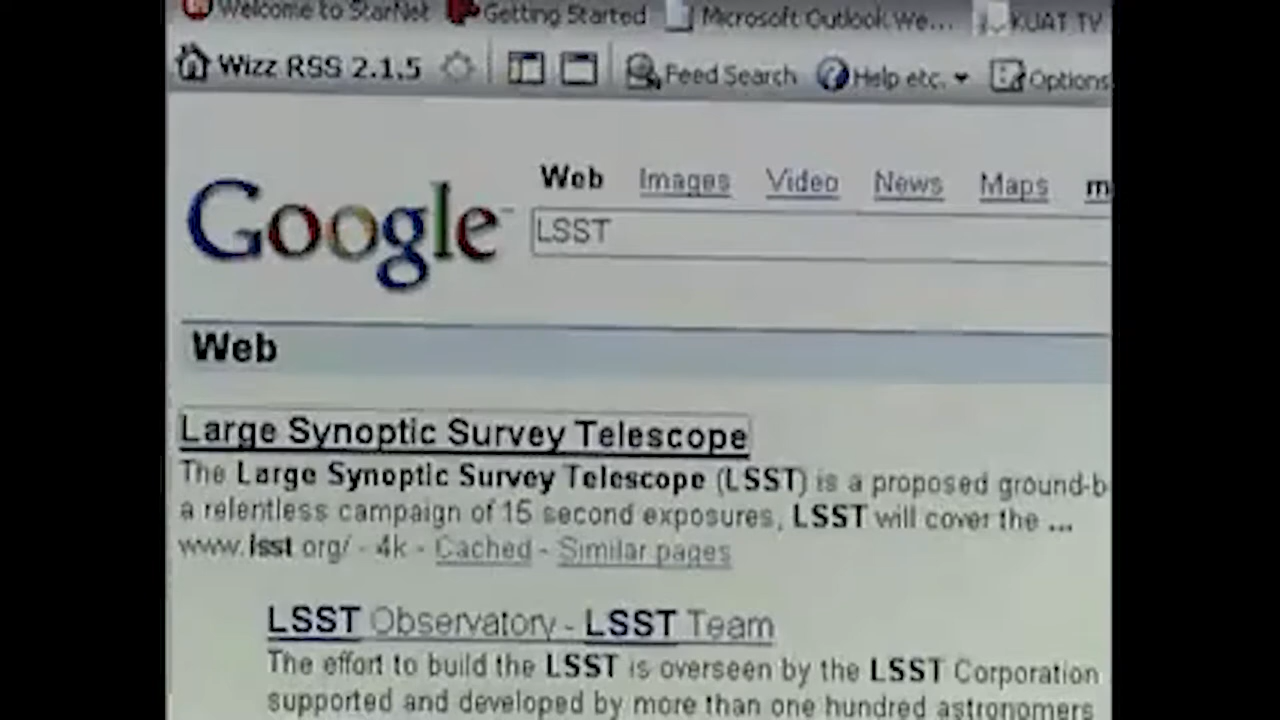 Welcome to StarNet Getting Started Microsoft Outlook We... KUAT TV
Wizz RSS 2.1.5 Feed Search Help etc. Options
Google Web Images Video News Maps m
LSST
Web
Large Synoptic Survey Telescope
The Large Synoptic Survey Telescope (LSST) is a proposed ground-b
a relentless campaign of 15 second exposures, LSST will cover the ...
www.lsst.org/ - 4k - Cached - Similar pages
LSST Observatory - LSST Team
The effort to build the LSST is overseen by the LSST Corporation
supported and developed by more than one hundred astronomers